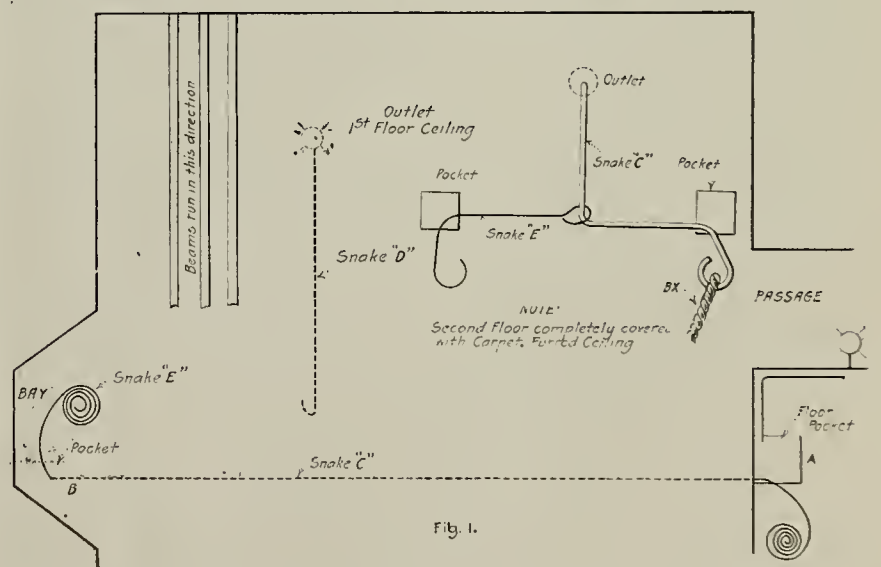 Outlet
Outlet
1st Floor Ceiling
Beams run in this direction
Snake "C"
Pocket
Pocket
Snake "E"
Snake "D"
BX.
PASSAGE
NOTE:
Second Floor completely covered
with Carpet. Furred Ceiling
Snake "E"
BAY
Floor
Pocket
Pocket
A
Snake "C"
B
Fig. 1.